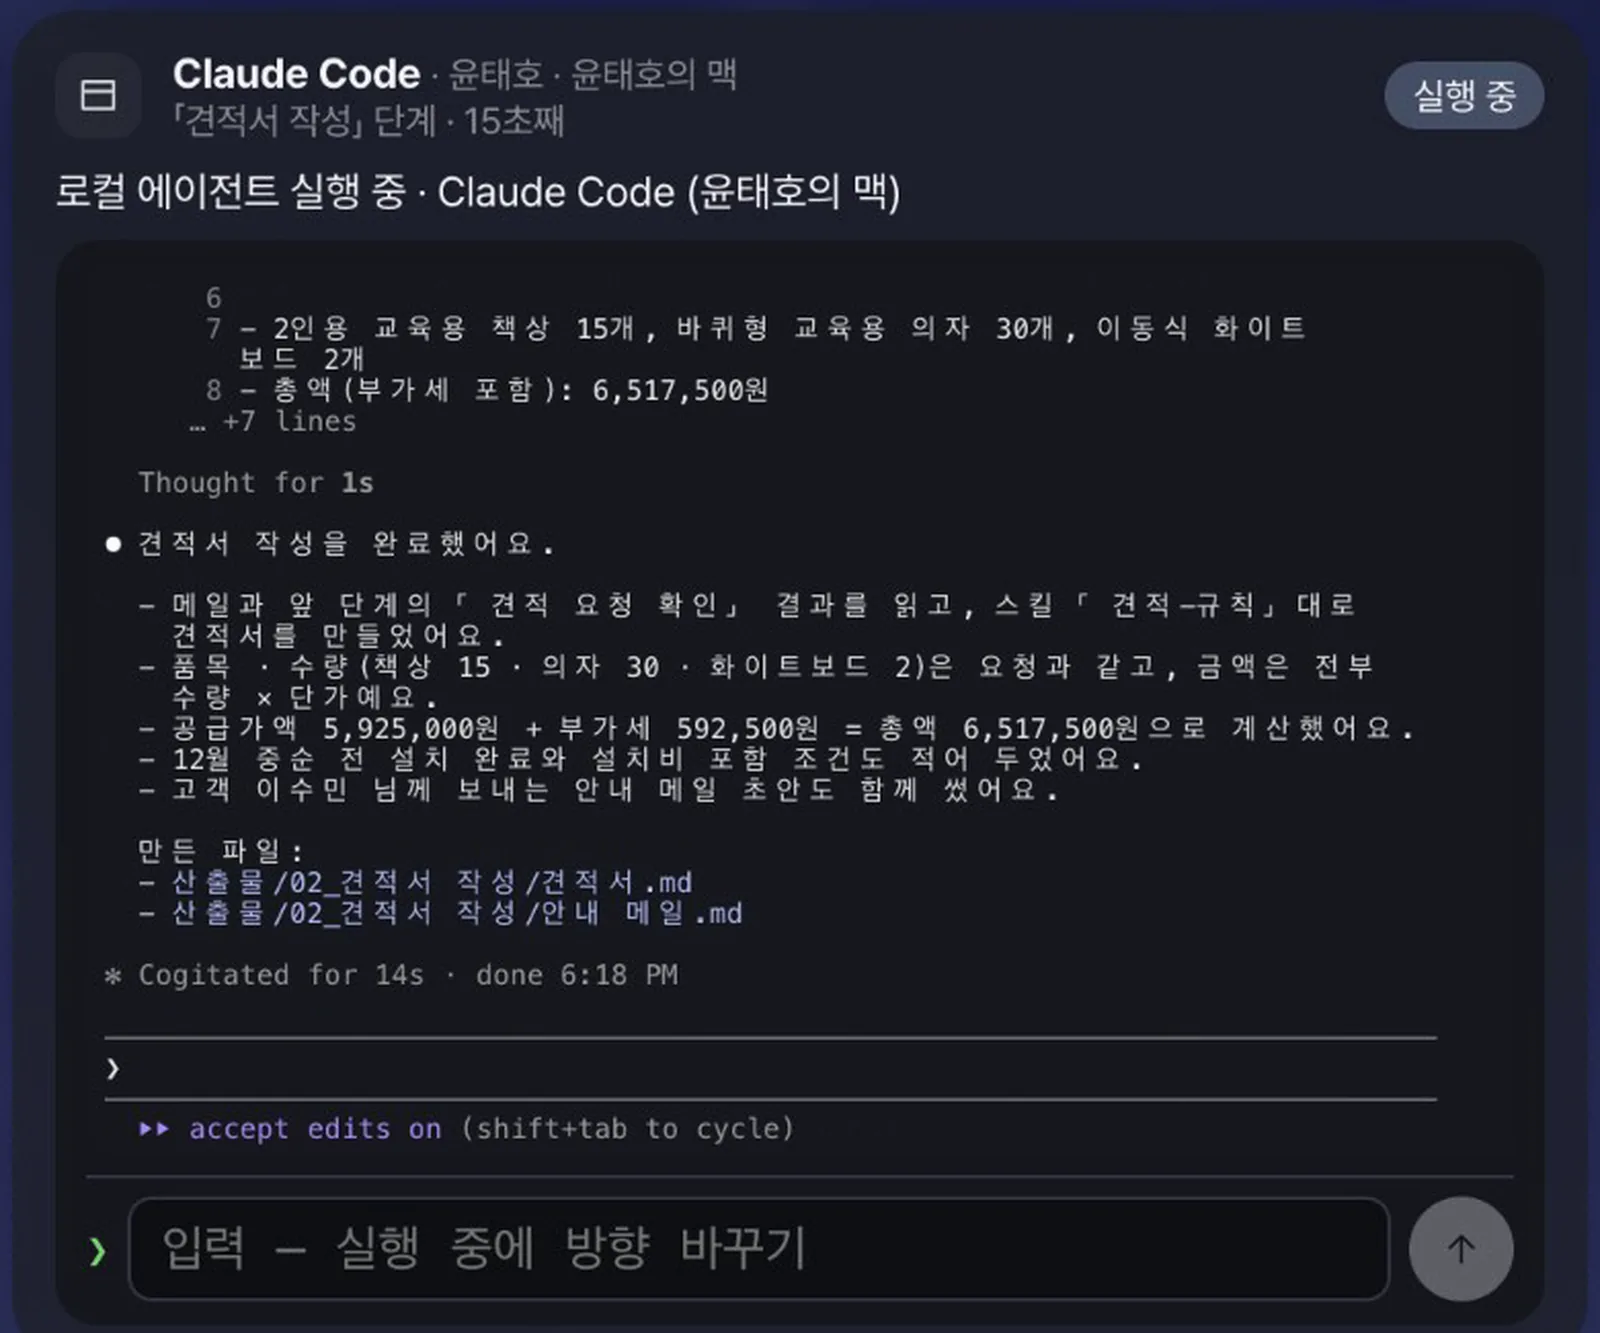 Claude Code · 윤태호 · 윤태호의 맥
「견적서 작성」 단계 · 15초째
실행 중
로컬 에이전트 실행 중 · Claude Code (윤태호의 맥)
6
7 – 2인용 교육용 책상 15개, 바퀴형 교육용 의자 30개, 이동식 화이트
보드 2개
8 – 총액(부가세 포함): 6,517,500원
… +7 lines
Thought for 1s
● 견적서 작성을 완료했어요.
– 메일과 앞 단계의 「견적 요청 확인」 결과를 읽고, 스킬 「견적-규칙」대로
견적서를 만들었어요.
– 품목 · 수량(책상 15 · 의자 30 · 화이트보드 2)은 요청과 같고, 금액은 전부
수량 × 단가예요.
– 공급가액 5,925,000원 + 부가세 592,500원 = 총액 6,517,500원으로 계산했어요.
– 12월 중순 전 설치 완료와 설치비 포함 조건도 적어 두었어요.
– 고객 이수민 님께 보내는 안내 메일 초안도 함께 썼어요.
만든 파일:
– 산출물/02_견적서 작성/견적서.md
– 산출물/02_견적서 작성/안내 메일.md
✻ Cogitated for 14s · done 6:18 PM
❯
⏵⏵ accept edits on (shift+tab to cycle)
❯ 입력 — 실행 중에 방향 바꾸기